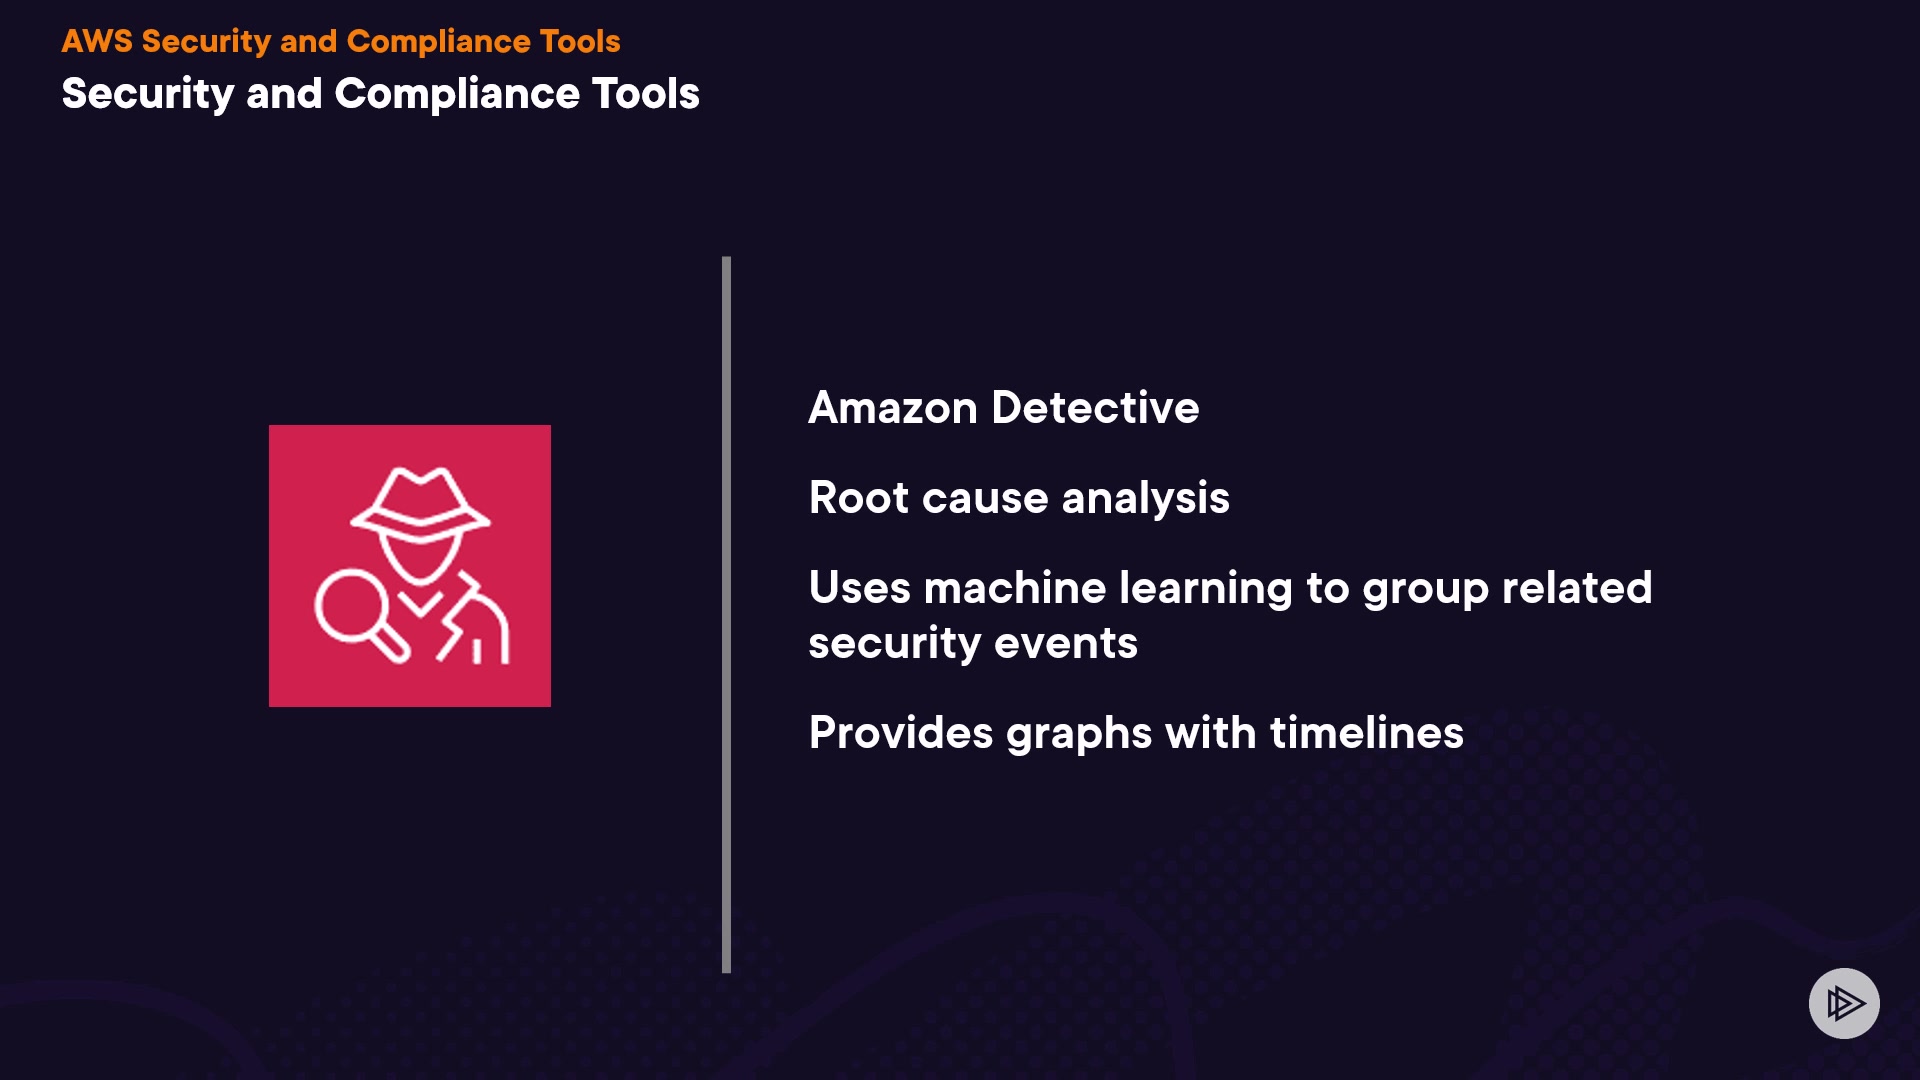 AWS Security and Compliance Tools
Security and Compliance Tools
Amazon Detective
Root cause analysis
Uses machine learning to group related
security events
Provides graphs with timelines